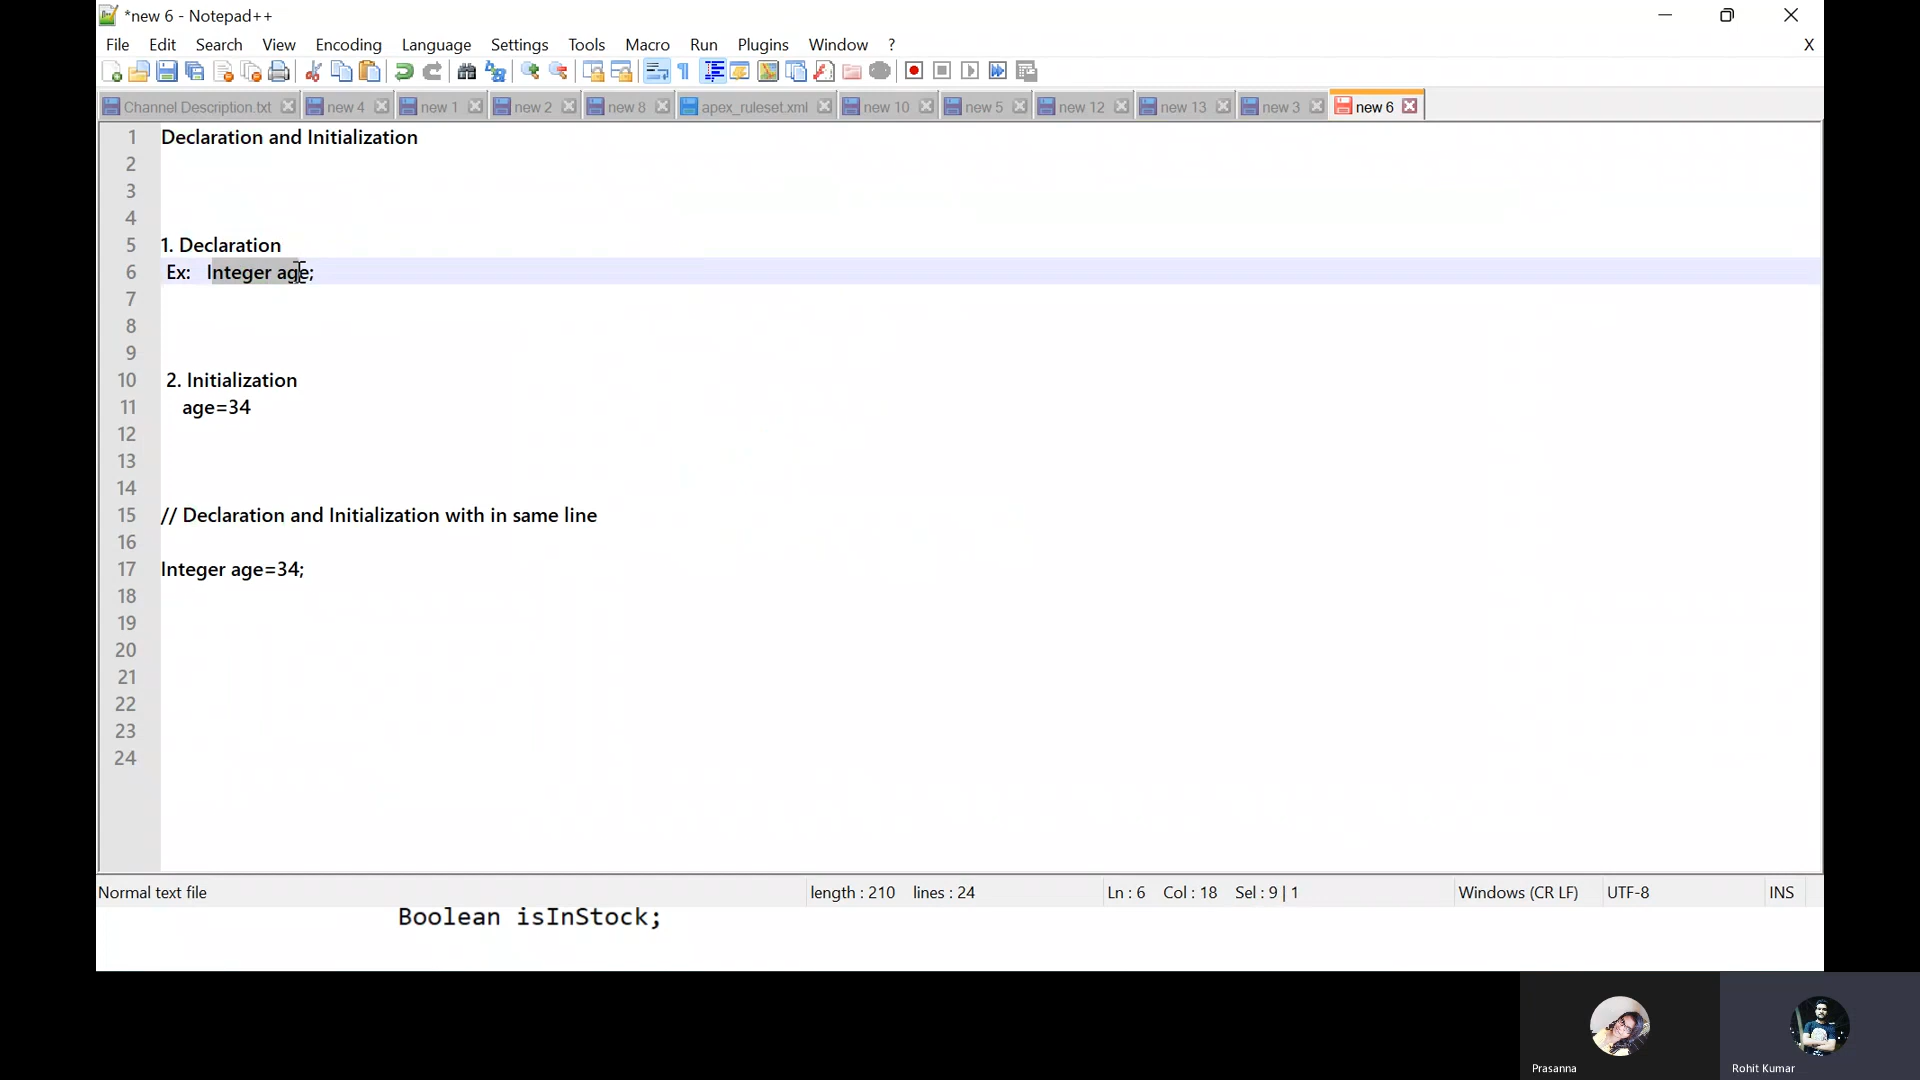 *new 6 - Notepad++
File Edit Search View Encoding Language Settings Tools Macro Run Plugins Window ? X
Channel Description.txt new 4 new 1 new 2 new 8 apex_ruleset.xml new 10 new 5 new 12 new 13 new 3 new 6
1 Declaration and Initialization
2
3
4
5 1. Declaration
6 Ex: Integer age;
7
8
9
10 2. Initialization
11 age=34
12
13
14
15 // Declaration and Initialization with in same line
16
17 Integer age=34;
18
19
20
21
22
23
24
Normal text file length : 210 lines : 24 Ln : 6 Col : 18 Sel : 9 | 1 Windows (CR LF) UTF-8 INS
Boolean isInStock;
Prasanna Rohit Kumar